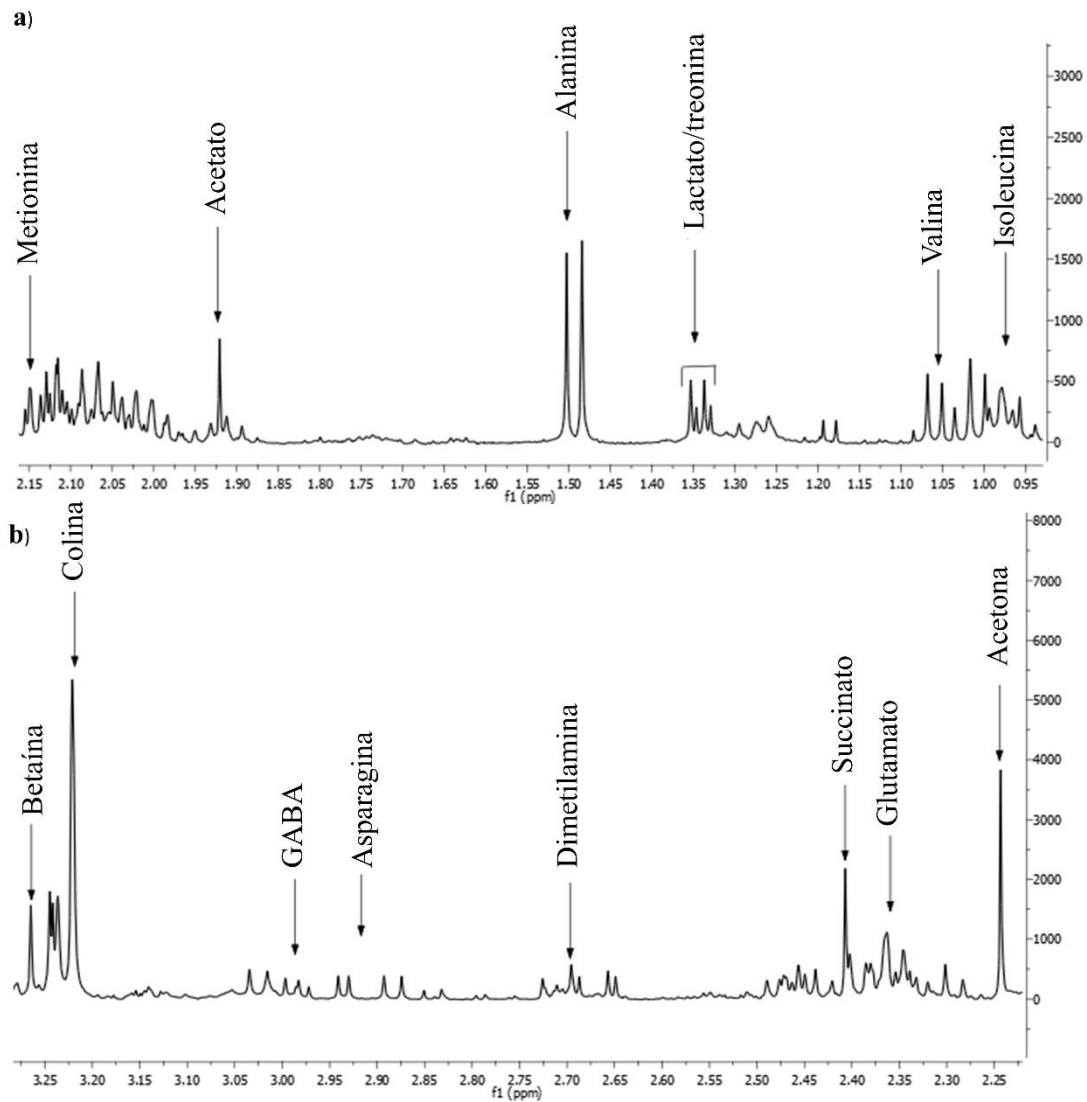 a)
Metionina
Acetato
Alanina
Lactato/treonina
Valina
Isoleucina
3000
2500
2000
1500
1000
500
0
2.15 2.10 2.05 2.00 1.95 1.90 1.85 1.80 1.75 1.70 1.65 1.60 1.55 1.50 1.45 1.40 1.35 1.30 1.25 1.20 1.15 1.10 1.05 1.00 0.95
f1 (ppm)
b)
Betaína
Colina
GABA
Asparagina
Dimetilamina
Succinato
Glutamato
Acetona
8000
7000
6000
5000
4000
3000
2000
1000
0
3.25 3.20 3.15 3.10 3.05 3.00 2.95 2.90 2.85 2.80 2.75 2.70 2.65 2.60 2.55 2.50 2.45 2.40 2.35 2.30 2.25
f1 (ppm)